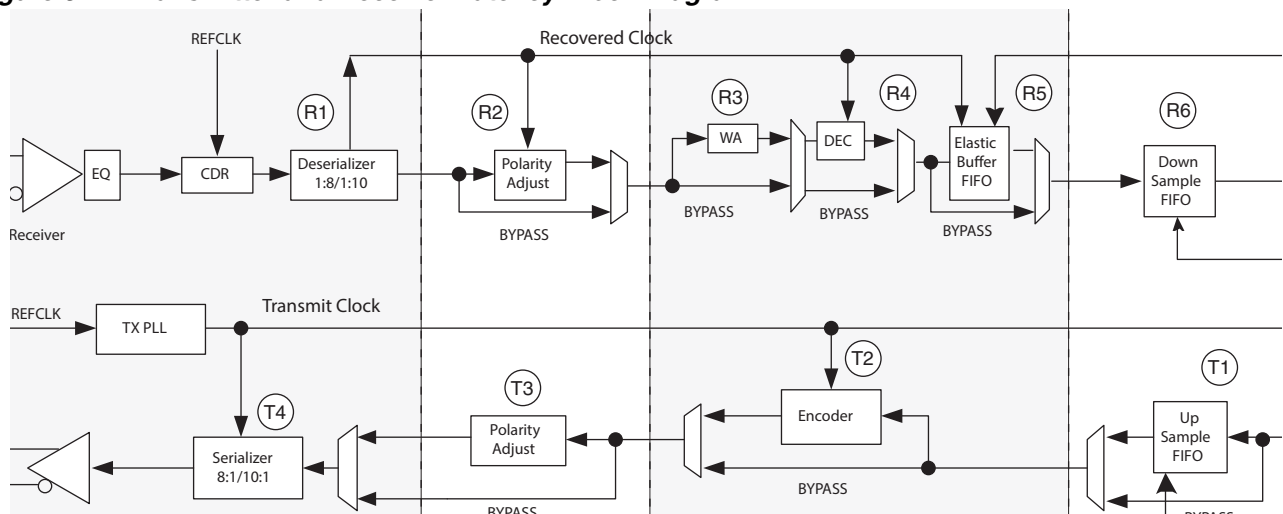 Recovered Clock
REFCLK
R1
R2
R3
R4
R5
R6
EQ
CDR
Deserializer
1:8/1:10
Polarity
Adjust
WA
DEC
Elastic
Buffer
FIFO
Down
Sample
FIFO
BYPASS
BYPASS
BYPASS
BYPASS
Receiver
REFCLK
TX PLL
Transmit Clock
T1
T2
T3
T4
Serializer
8:1/10:1
Polarity
Adjust
Encoder
Up
Sample
FIFO
BYPASS
BYPASS
BYPASS